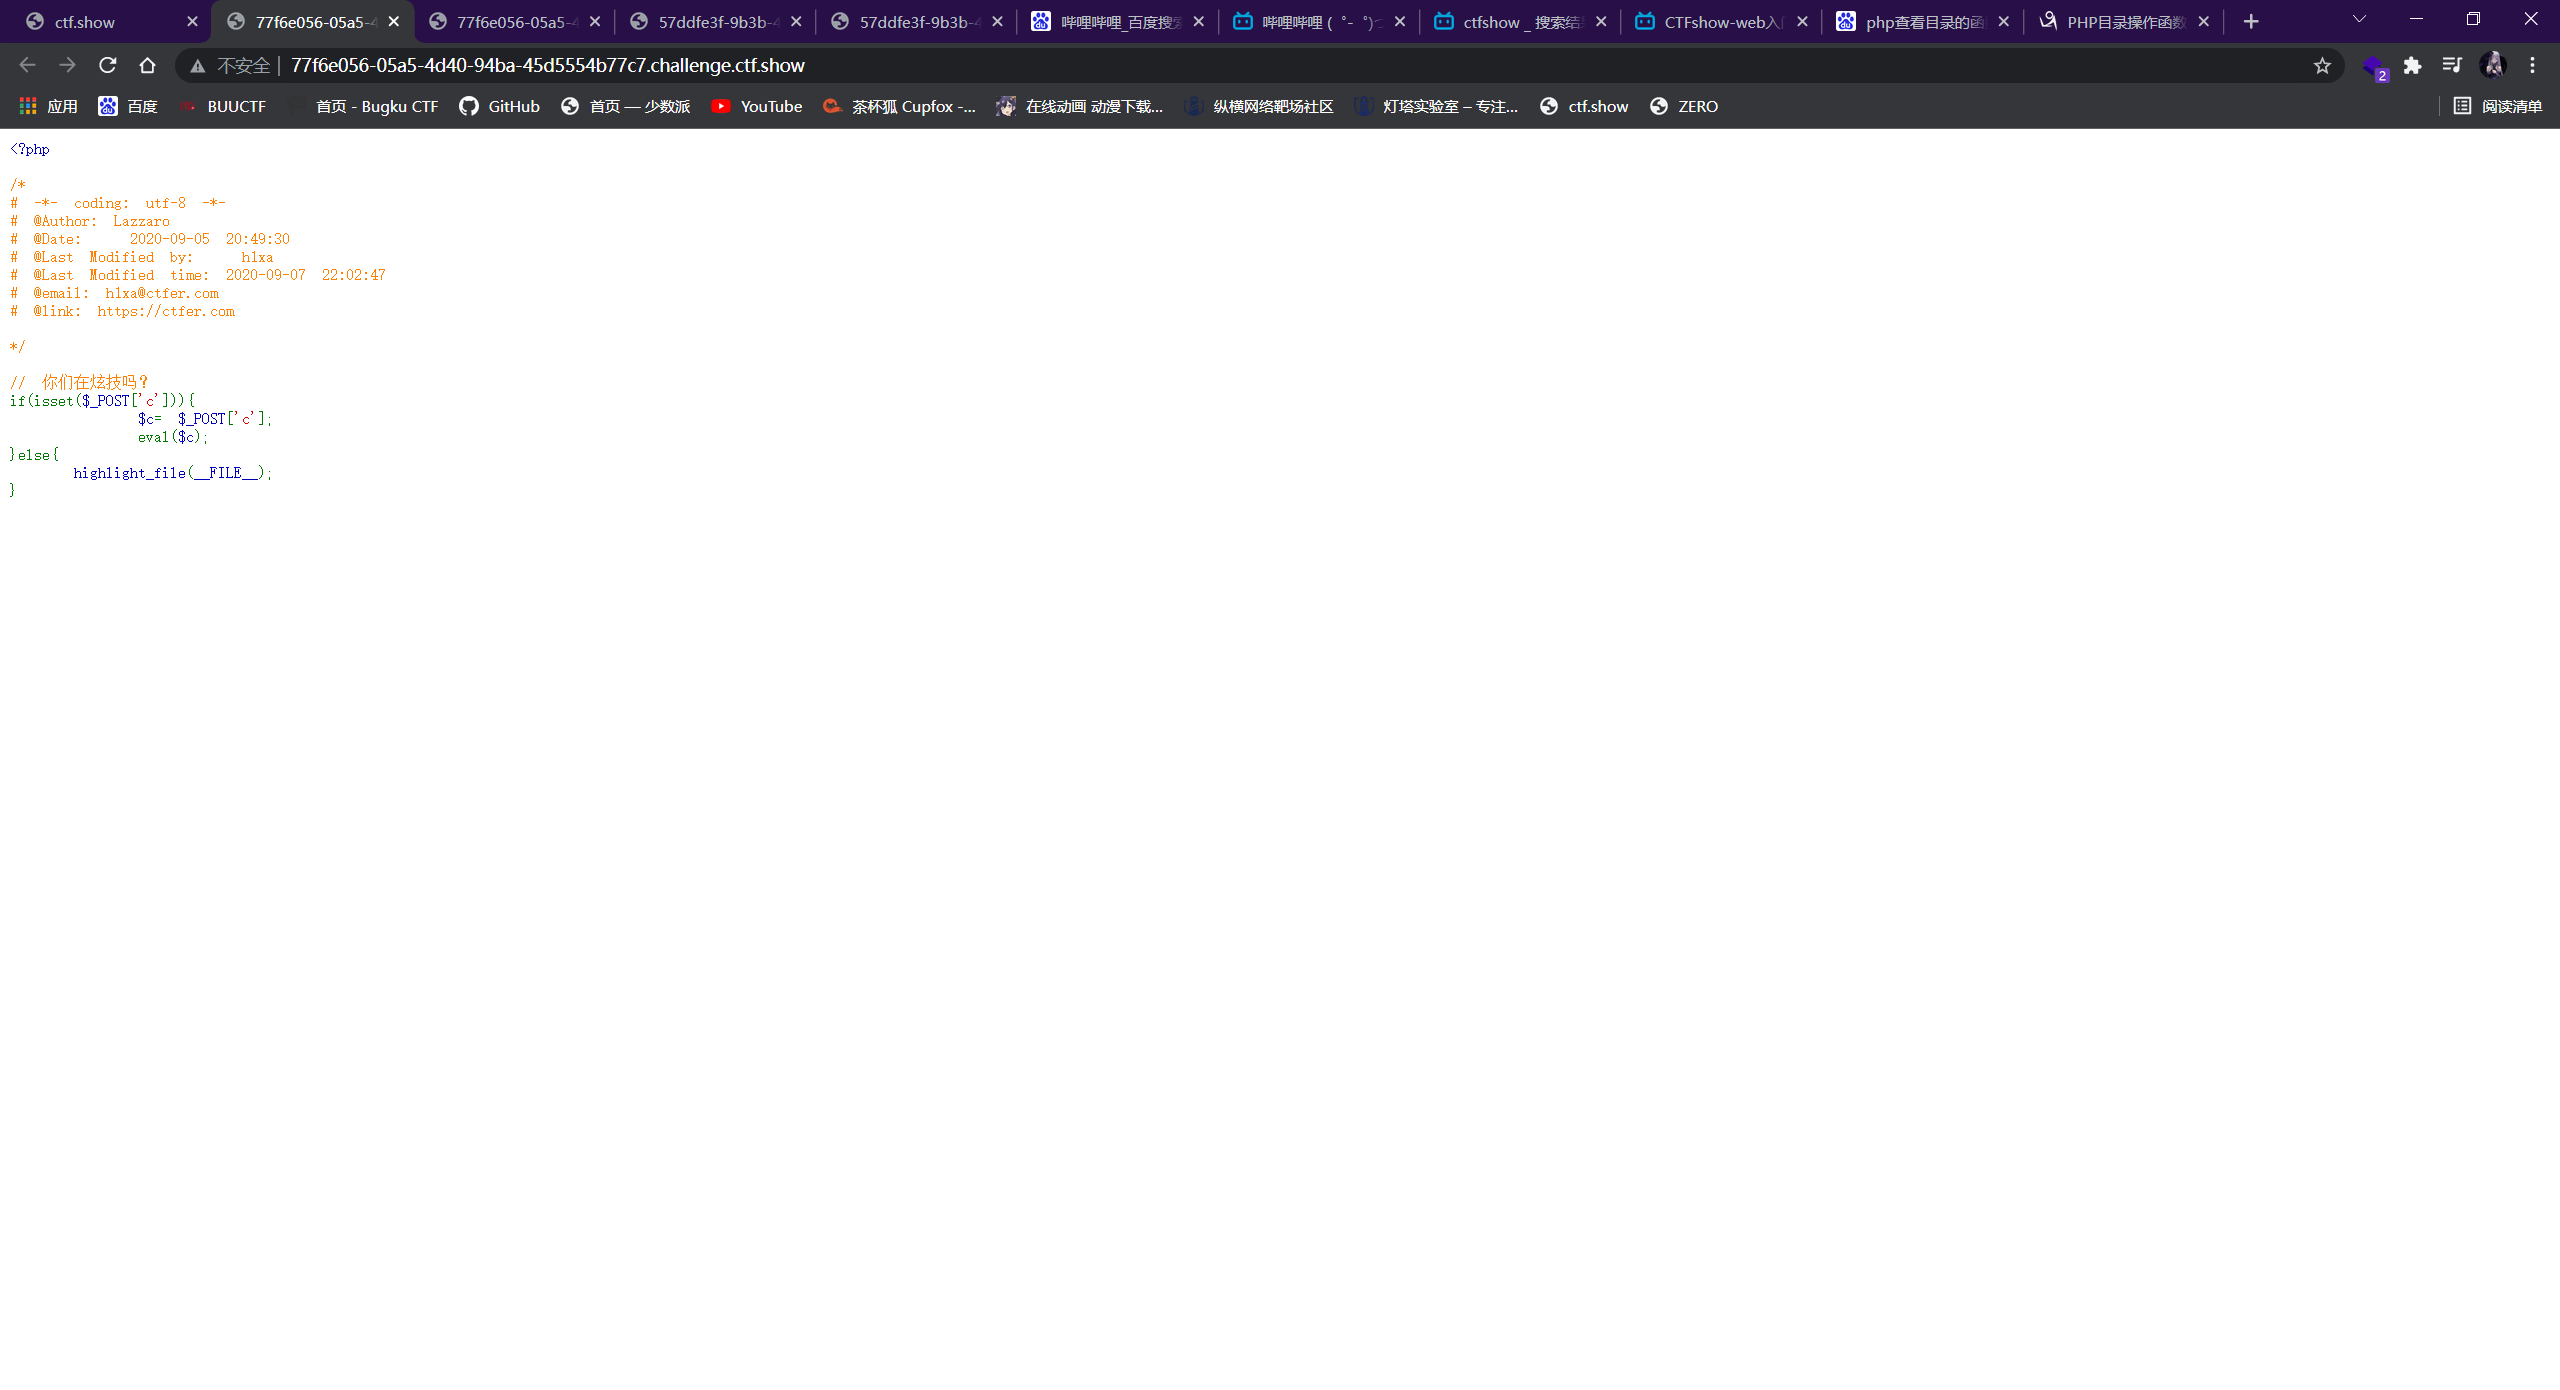 ctf.show
77f6e056-05a5-4
77f6e056-05a5-4
57ddfe3f-9b3b-4
57ddfe3f-9b3b-4
哔哩哔哩_百度搜索
哔哩哔哩 ( ゜- ゜)つ
ctfshow _ 搜索结果
CTFshow-web入门
php查看目录的函
PHP目录操作函数
不安全 | 77f6e056-05a5-4d40-94ba-45d5554b77c7.challenge.ctf.show
2
应用 百度 BUUCTF 首页 - Bugku CTF GitHub 首页 — 少数派 YouTube 茶杯狐 Cupfox -... 在线动画 动漫下载... 纵横网络靶场社区 灯塔实验室 – 专注... ctf.show ZERO 阅读清单
<?php
/*
# -*- coding: utf-8 -*-
# @Author: Lazzaro
# @Date: 2020-09-05 20:49:30
# @Last Modified by: h1xa
# @Last Modified time: 2020-09-07 22:02:47
# @email: h1xa@ctfer.com
# @link: https://ctfer.com
*/
// 你们在炫技吗？
if(isset($_POST['c'])){
$c= $_POST['c'];
eval($c);
}else{
highlight_file(__FILE__);
}